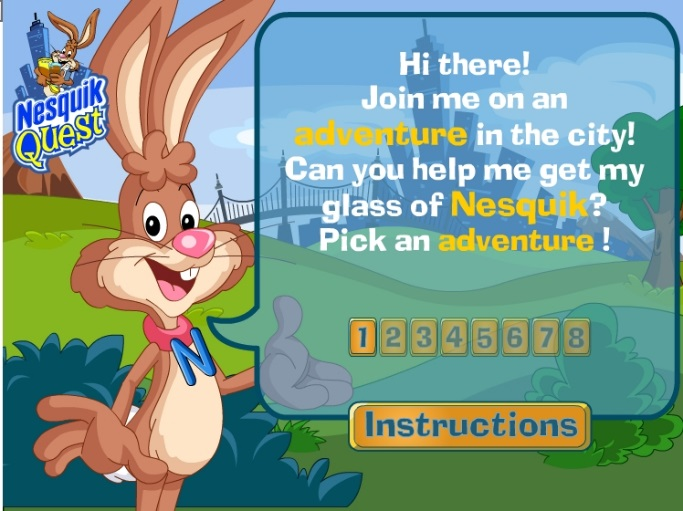 Nesquik
Quest
Hi there!
Join me on an
adventure in the city!
Can you help me get my
glass of Nesquik?
Pick an adventure !
N
1 2 3 4 5 6 7 8
Instructions